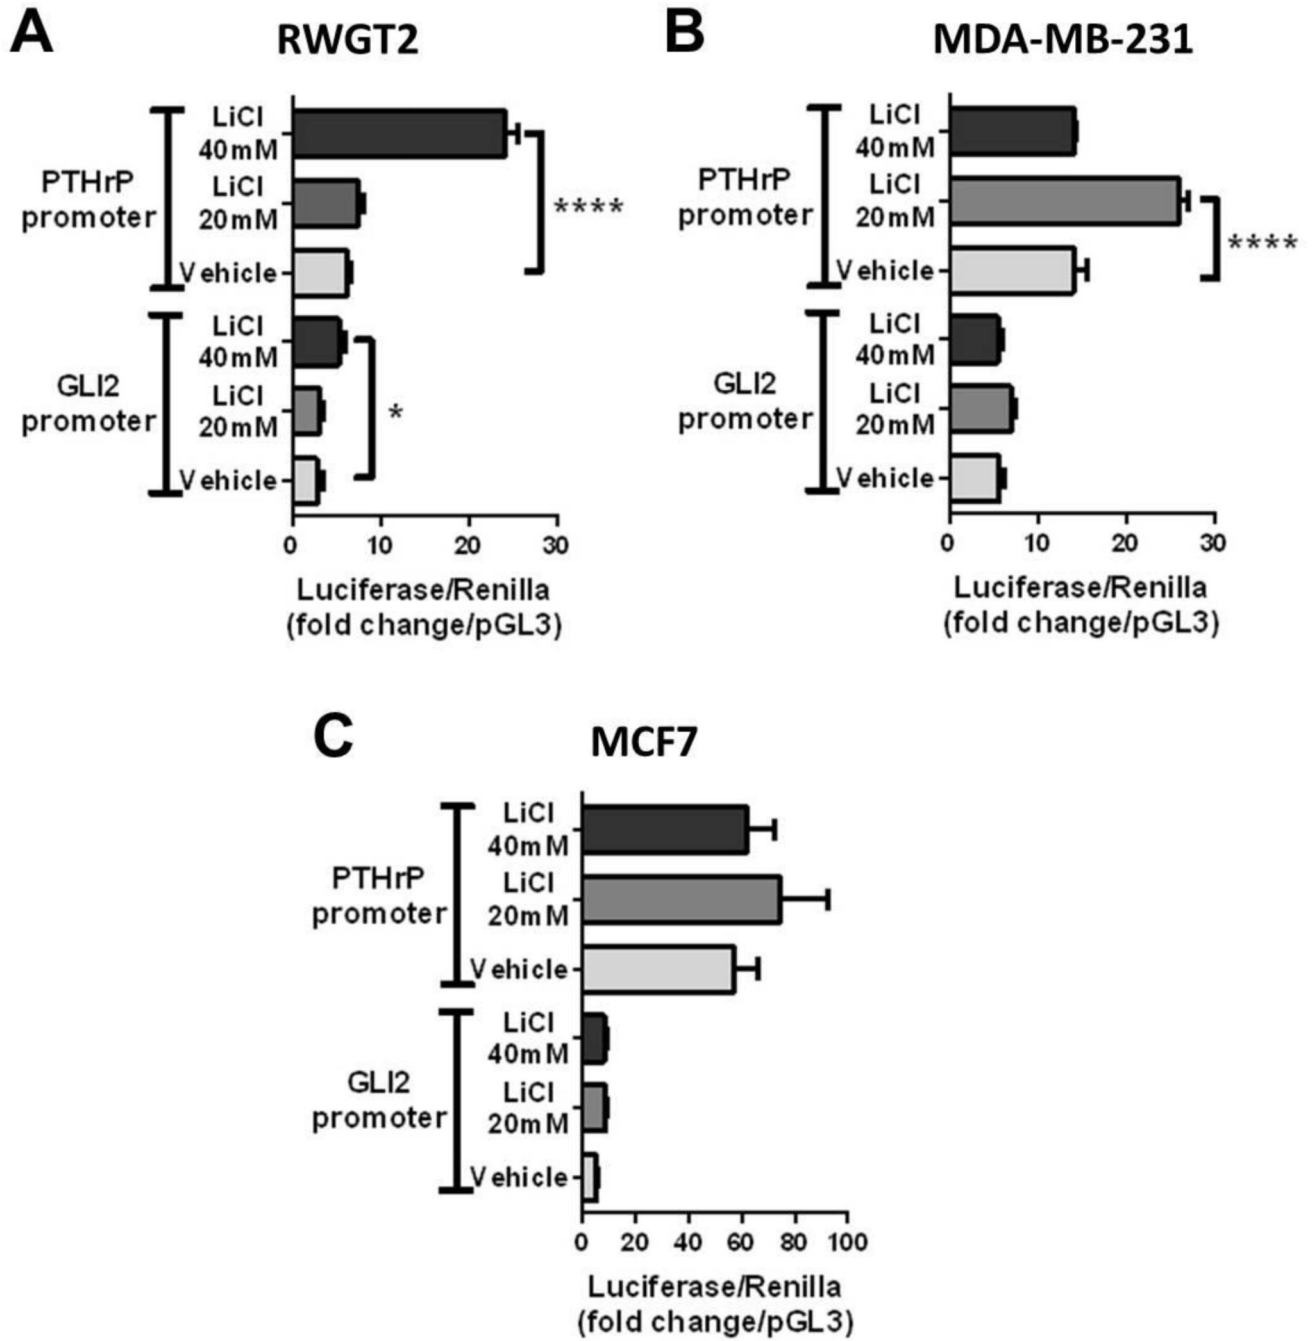 A
RWGT2
PTHrP
promoter
LiCl
40mM
LiCl
20mM
Vehicle
****
GLI2
promoter
LiCl
40mM
LiCl
20mM
Vehicle
*
0 10 20 30
Luciferase/Renilla
(fold change/pGL3)
B
MDA-MB-231
PTHrP
promoter
LiCl
40mM
LiCl
20mM
Vehicle
****
GLI2
promoter
LiCl
40mM
LiCl
20mM
Vehicle
0 10 20 30
Luciferase/Renilla
(fold change/pGL3)
C
MCF7
PTHrP
promoter
LiCl
40mM
LiCl
20mM
Vehicle
GLI2
promoter
LiCl
40mM
LiCl
20mM
Vehicle
0 20 40 60 80 100
Luciferase/Renilla
(fold change/pGL3)